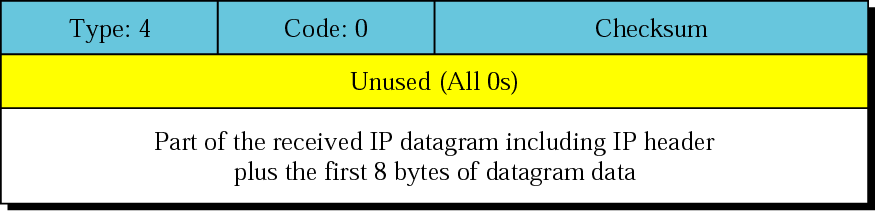 Type: 4 Code: 0 Checksum
Unused (All 0s)
Part of the received IP datagram including IP header
plus the first 8 bytes of datagram data